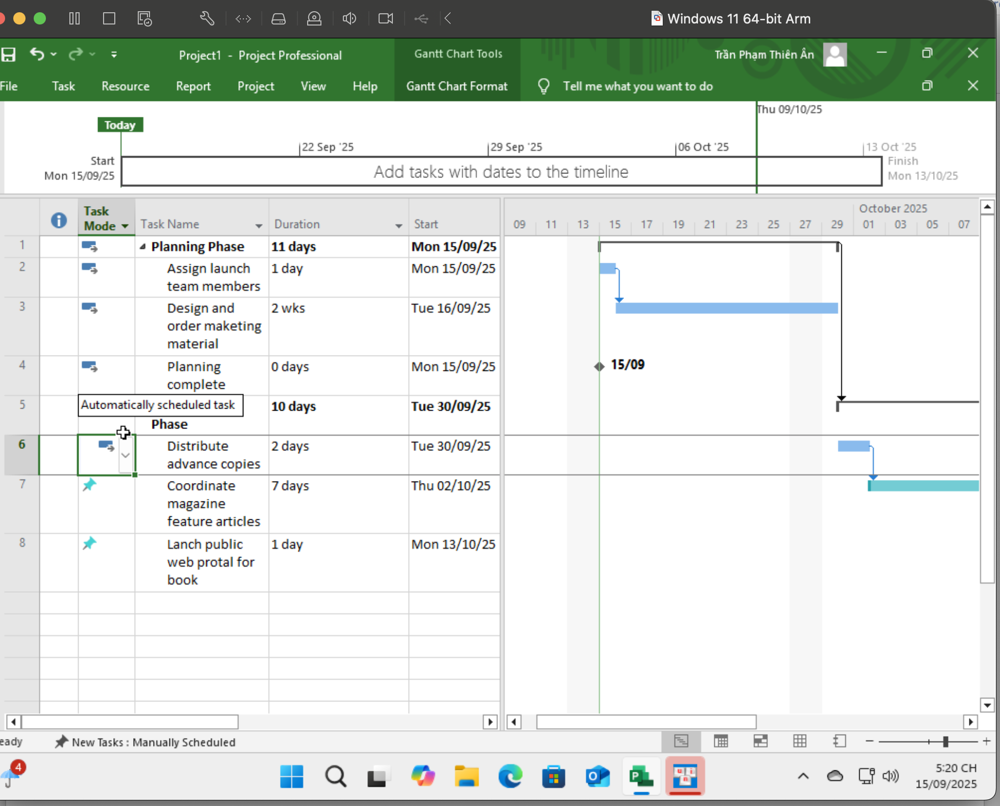 Windows 11 64-bit Arm
Project1 - Project Professional
Gantt Chart Tools
Trần Phạm Thiên Ân
File Task Resource Report Project View Help Gantt Chart Format Tell me what you want to do
Thu 09/10/25
Today
22 Sep '25 29 Sep '25 06 Oct '25 13 Oct '25
Start
Mon 15/09/25
Add tasks with dates to the timeline
Finish
Mon 13/10/25
Task Mode Task Name Duration Start
October 2025
09 11 13 15 17 19 21 23 25 27 29 01 03 05 07
1 Planning Phase 11 days Mon 15/09/25
2 Assign launch 1 day Mon 15/09/25
team members
3 Design and 2 wks Tue 16/09/25
order maketing
material
4 Planning 0 days Mon 15/09/25 15/09
complete
Automatically scheduled task
5 10 days Tue 30/09/25
Phase
6 Distribute 2 days Tue 30/09/25
advance copies
7 Coordinate 7 days Thu 02/10/25
magazine
feature articles
8 Lanch public 1 day Mon 13/10/25
web protal for
book
eady New Tasks : Manually Scheduled
4
5:20 CH
15/09/2025